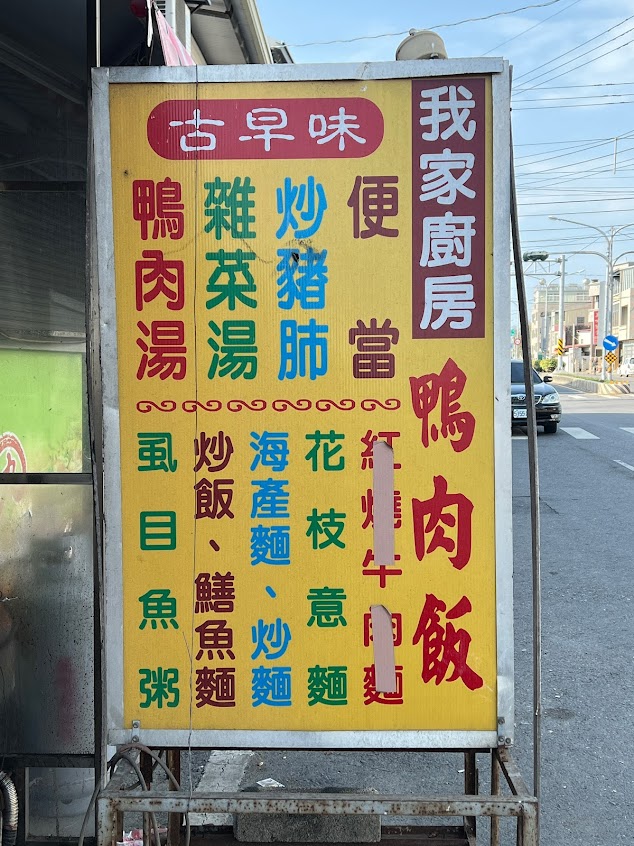 我家廚房
鴨肉飯
古早味
便當
炒豬肺
雜菜湯
鴨肉湯
紅燒牛肉麵
花枝意麵
海產麵、炒麵
炒飯、鱔魚麵
虱目魚粥